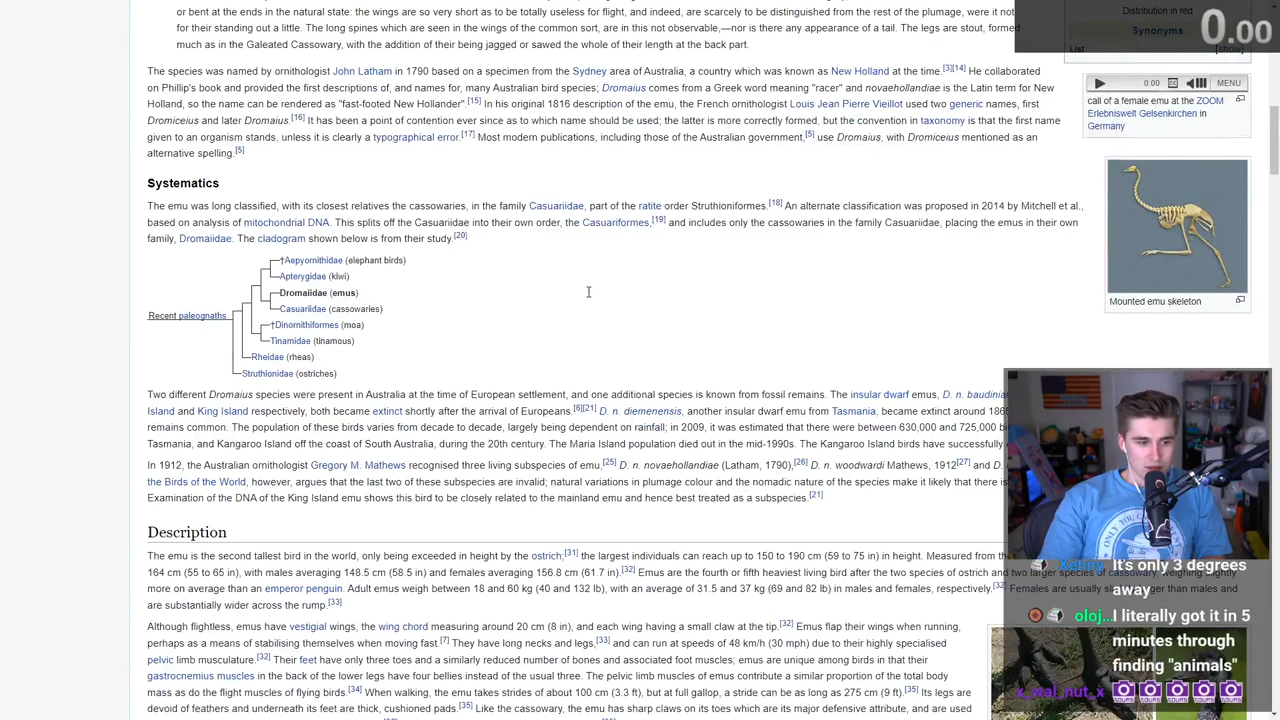 or bent at the ends in the natural state: the wings are so very short as to be totally useless for flight, and indeed, are scarcely to be distinguished from the rest of the plumage, were it not
for their standing out a little. The long spines which are seen in the wings of the common sort, are in this not observable,—nor is there any appearance of a tail. The legs are stout, formed
much as in the Galeated Cassowary, with the addition of their being jagged or sawed the whole of their length at the back part.
The species was named by ornithologist John Latham in 1790 based on a specimen from the Sydney area of Australia, a country which was known as New Holland at the time.[3][14] He collaborated
on Phillip's book and provided the first descriptions of, and names for, many Australian bird species; Dromaius comes from a Greek word meaning "racer" and novaehollandiae is the Latin term for New
Holland, so the name can be rendered as "fast-footed New Hollander".[15] In his original 1816 description of the emu, the French ornithologist Louis Jean Pierre Vieillot used two generic names, first
Dromiceius and later Dromaius.[16] It has been a point of contention ever since as to which name should be used; the latter is more correctly formed, but the convention in taxonomy is that the first name
given to an organism stands, unless it is clearly a typographical error.[17] Most modern publications, including those of the Australian government,[5] use Dromaius, with Dromiceius mentioned as an
alternative spelling.[5]
Systematics
The emu was long classified, with its closest relatives the cassowaries, in the family Casuariidae, part of the ratite order Struthioniformes.[18] An alternate classification was proposed in 2014 by Mitchell et al.,
based on analysis of mitochondrial DNA. This splits off the Casuariidae into their own order, the Casuariformes,[19] and includes only the cassowaries in the family Casuariidae, placing the emus in their own
family, Dromaiidae. The cladogram shown below is from their study.[20]
†Aepyornithidae (elephant birds)
Apterygidae (kiwi)
Dromaiidae (emus)
Casuariidae (cassowaries)
Recent paleognaths
†Dinornithiformes (moa)
Tinamidae (tinamous)
Rheidae (rheas)
Struthionidae (ostriches)
Two different Dromaius species were present in Australia at the time of European settlement, and one additional species is known from fossil remains. The insular dwarf emus, D. n. baudinia
Island and King Island respectively, both became extinct shortly after the arrival of Europeans.[6][21] D. n. diemenensis, another insular dwarf emu from Tasmania, became extinct around 186
remains common. The population of these birds varies from decade to decade, largely being dependent on rainfall; in 2009, it was estimated that there were between 630,000 and 725,000 bi
Tasmania, and Kangaroo Island off the coast of South Australia, during the 20th century. The Maria Island population died out in the mid-1990s. The Kangaroo Island birds have successfully
In 1912, the Australian ornithologist Gregory M. Mathews recognised three living subspecies of emu,[25] D. n. novaehollandiae (Latham, 1790),[26] D. n. woodwardi Mathews, 1912[27] and D.
the Birds of the World, however, argues that the last two of these subspecies are invalid; natural variations in plumage colour and the nomadic nature of the species make it likely that there is
Examination of the DNA of the King Island emu shows this bird to be closely related to the mainland emu and hence best treated as a subspecies.[21]
Description
The emu is the second tallest bird in the world, only being exceeded in height by the ostrich;[31] the largest individuals can reach up to 150 to 190 cm (59 to 75 in) in height. Measured from th
164 cm (55 to 65 in), with males averaging 148.5 cm (58.5 in) and females averaging 156.8 cm (61.7 in).[32] Emus are the fourth or fifth heaviest living bird after the two species of ostrich and two larger species of cassowary, weighing slightly
more on average than an emperor penguin. Adult emus weigh between 18 and 60 kg (40 and 132 lb), with an average of 31.5 and 37 kg (69 and 82 lb) in males and females, respectively.[32] Females are usually larger than males and
are substantially wider across the rump.[33]
Although flightless, emus have vestigial wings, the wing chord measuring around 20 cm (8 in), and each wing having a small claw at the tip.[32] Emus flap their wings when running,
perhaps as a means of stabilising themselves when moving fast.[7] They have long necks and legs,[33] and can run at speeds of 48 km/h (30 mph) due to their highly specialised
pelvic limb musculature.[32] Their feet have only three toes and a similarly reduced number of bones and associated foot muscles; emus are unique among birds in that their
gastrocnemius muscles in the back of the lower legs have four bellies instead of the usual three. The pelvic limb muscles of emus contribute a similar proportion of the total body
mass as do the flight muscles of flying birds.[34] When walking, the emu takes strides of about 100 cm (3.3 ft), but at full gallop, a stride can be as long as 275 cm (9 ft).[35] Its legs are
devoid of feathers and underneath its feet are thick, cushioned pads.[35] Like the cassowary, the emu has sharp claws on its toes which are its major defensive attribute, and are used
Distribution in red
Synonyms
List
[show]
0.00
0:00
MENU
call of a female emu at the ZOOM
Erlebniswelt Gelsenkirchen in
Germany
Mounted emu skeleton
Xefiny It's only 3 degrees
away
oloj... I literally got it in 5
minutes through
finding "animals"
x_wal_nut_x